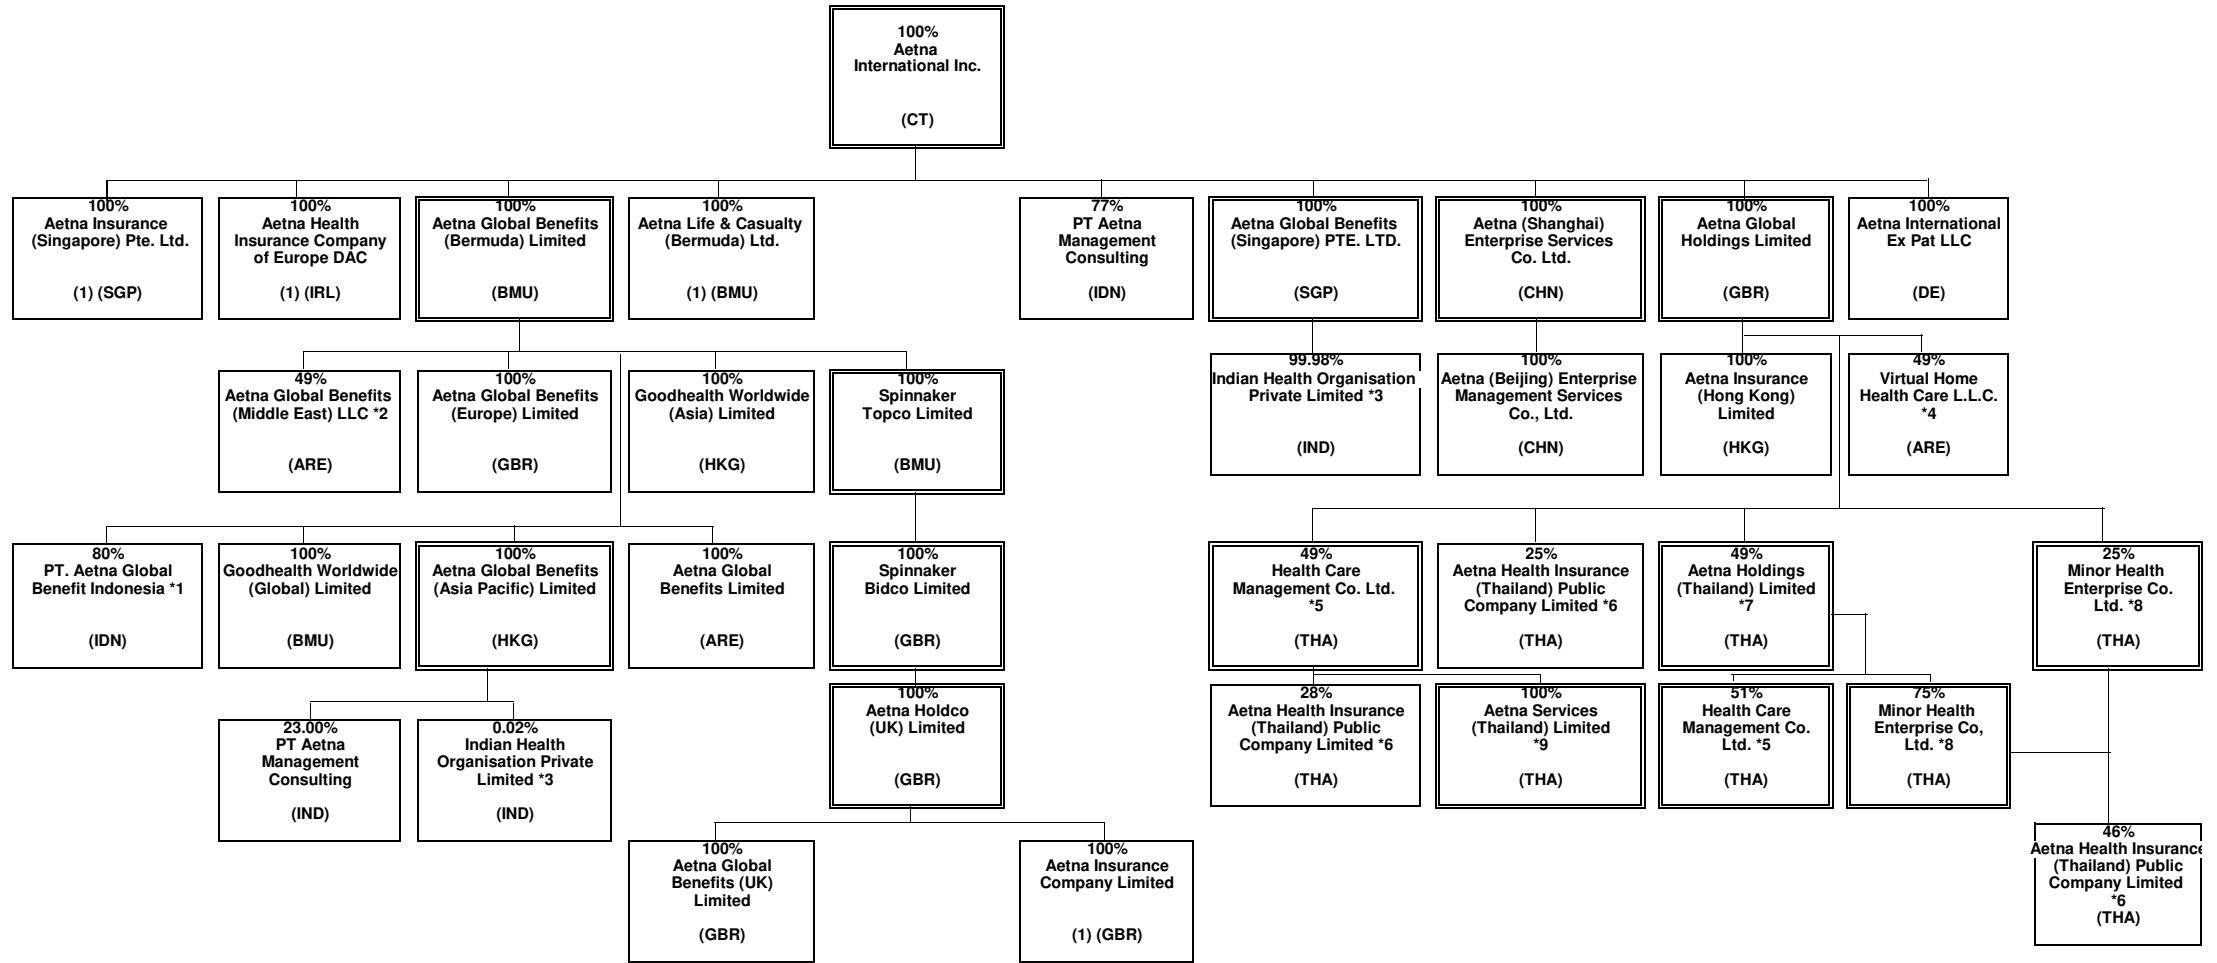 100%
Aetna
International Inc.
(CT)
100%
Aetna Insurance
(Singapore) Pte. Ltd.
(1) (SGP)
100%
Aetna Health
Insurance Company
of Europe DAC
(1) (IRL)
100%
Aetna Global Benefits
(Bermuda) Limited
(BMU)
100%
Aetna Life & Casualty
(Bermuda) Ltd.
(1) (BMU)
77%
PT Aetna
Management
Consulting
(IDN)
100%
Aetna Global Benefits
(Singapore) PTE. LTD.
(SGP)
100%
Aetna (Shanghai)
Enterprise Services
Co. Ltd.
(CHN)
100%
Aetna Global
Holdings Limited
(GBR)
100%
Aetna International
Ex Pat LLC
(DE)
49%
Aetna Global Benefits
(Middle East) LLC *2
(ARE)
100%
Aetna Global Benefits
(Europe) Limited
(GBR)
100%
Goodhealth Worldwide
(Asia) Limited
(HKG)
100%
Spinnaker
Topco Limited
(BMU)
99.98%
Indian Health Organisation
Private Limited *3
(IND)
100%
Aetna (Beijing) Enterprise
Management Services
Co., Ltd.
(CHN)
100%
Aetna Insurance
(Hong Kong)
Limited
(HKG)
49%
Virtual Home
Health Care L.L.C.
*4
(ARE)
80%
PT. Aetna Global
Benefit Indonesia *1
(IDN)
100%
Goodhealth Worldwide
(Global) Limited
(BMU)
100%
Aetna Global Benefits
(Asia Pacific) Limited
(HKG)
100%
Aetna Global
Benefits Limited
(ARE)
100%
Spinnaker
Bidco Limited
(GBR)
49%
Health Care
Management Co. Ltd.
*5
(THA)
25%
Aetna Health Insurance
(Thailand) Public
Company Limited *6
(THA)
49%
Aetna Holdings
(Thailand) Limited
*7
(THA)
25%
Minor Health
Enterprise Co.
Ltd. *8
(THA)
23.00%
PT Aetna
Management
Consulting
(IND)
0.02%
Indian Health
Organisation Private
Limited *3
(IND)
100%
Aetna Holdco
(UK) Limited
(GBR)
28%
Aetna Health Insurance
(Thailand) Public
Company Limited *6
(THA)
100%
Aetna Services
(Thailand) Limited
*9
(THA)
51%
Health Care
Management Co.
Ltd. *5
(THA)
75%
Minor Health
Enterprise Co,
Ltd. *8
(THA)
100%
Aetna Global
Benefits (UK)
Limited
(GBR)
100%
Aetna Insurance
Company Limited
(1) (GBR)
46%
Aetna Health Insurance
(Thailand) Public
Company Limited
*6
(THA)